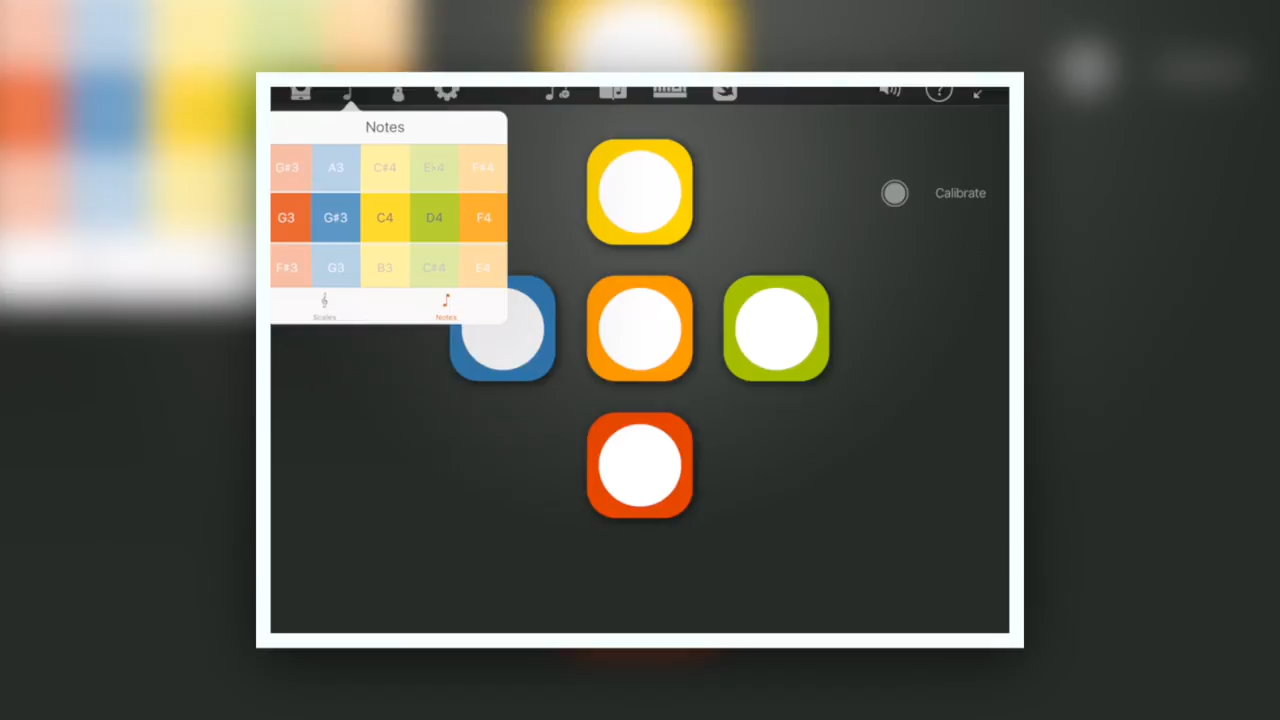 Notes
G#3 A3 C#4 E♭4 F#4
G3 G#3 C4 D4 F4
F#3 G3 B3 C#4 E4
Scales Notes
?
Calibrate